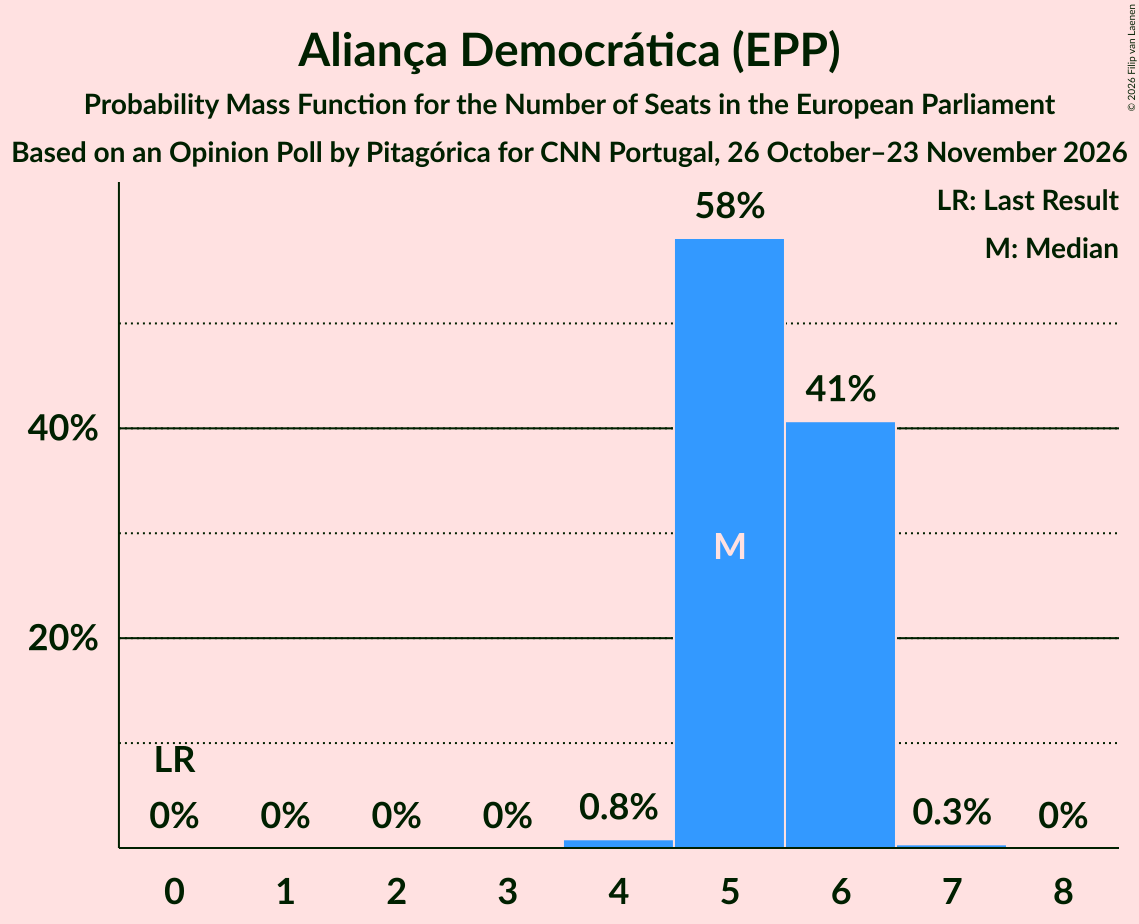 Aliança Democrática (EPP)
Probability Mass Function for the Number of Seats in the European Parliament
Based on an Opinion Poll by Pitagórica for CNN Portugal, 26 October–23 November 2026
© 2026 Filip van Laenen
LR: Last Result
M: Median
58%
41%
40%
M
20%
LR
0% 0% 0% 0% 0.8% 0.3% 0%
0 1 2 3 4 5 6 7 8